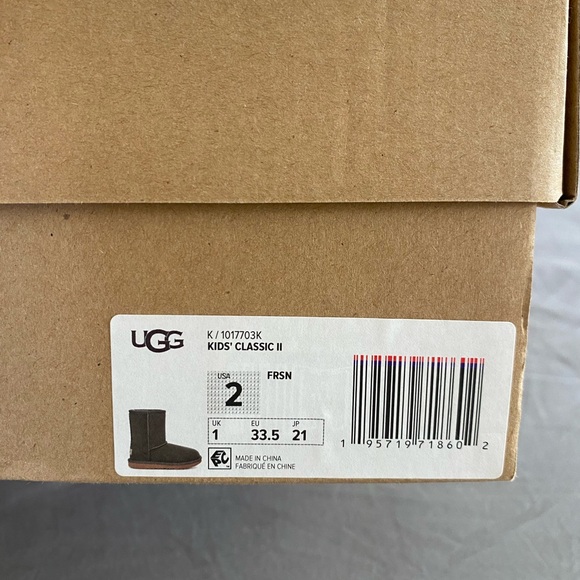 UGG
K / 1017703K
KIDS' CLASSIC II
USA
2
FRSN
UK EU JP
1 33.5 21
MADE IN CHINA
FABRIQUÉ EN CHINE
1 95719 71860 2